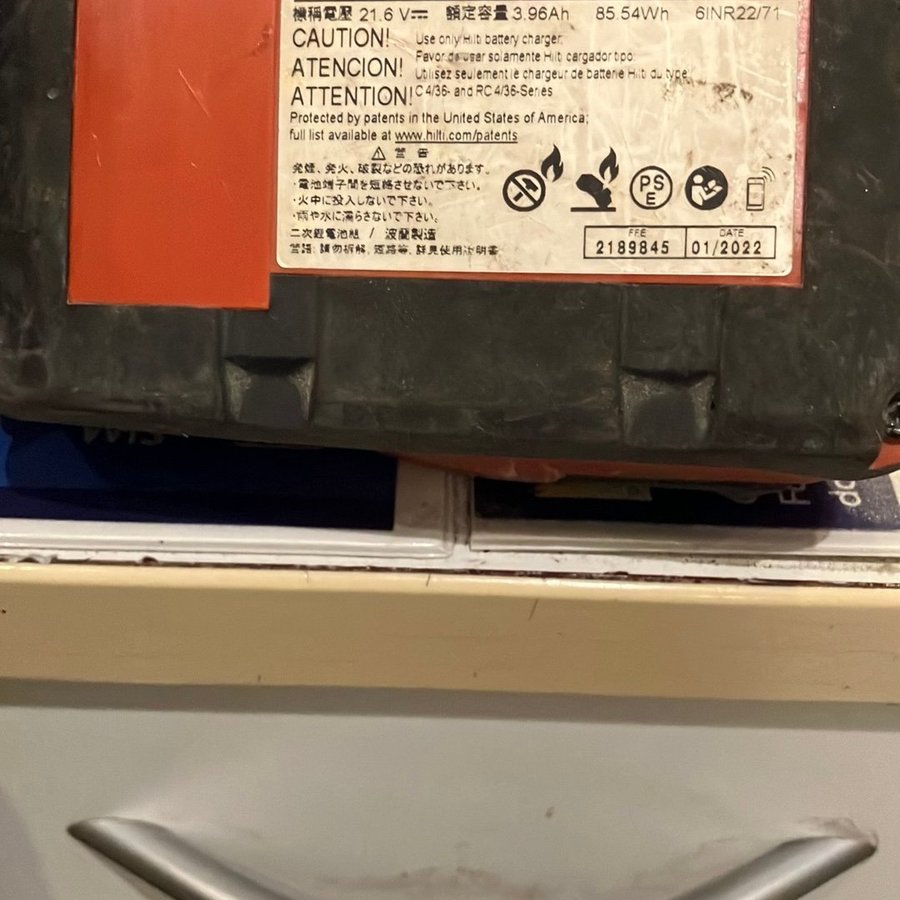 機稱電壓 21.6 V 額定容量 3.96Ah 85.54Wh 6INR22/71
CAUTION! Use only Hilti battery charger.
ATENCION! Favor de usar solamente Hilti cargador tipo:
ATTENTION! Utilisez seulement le chargeur de batterie Hilti du type
C 4/36- and RC 4/36-Series
Protected by patents in the United States of America;
full list available at www.hilti.com/patents
警告
発煙、発火、破裂などの恐れがあります。
・電池端子間を短絡させないで下さい。
・火中に投入しないで下さい。
・雨や水に濡らさないで下さい。
二次鋰電池組 / 波蘭製造
警語: 請勿拆解, 短路等, 詳見使用說明書
PS
E
DATE
2189845 01/2022